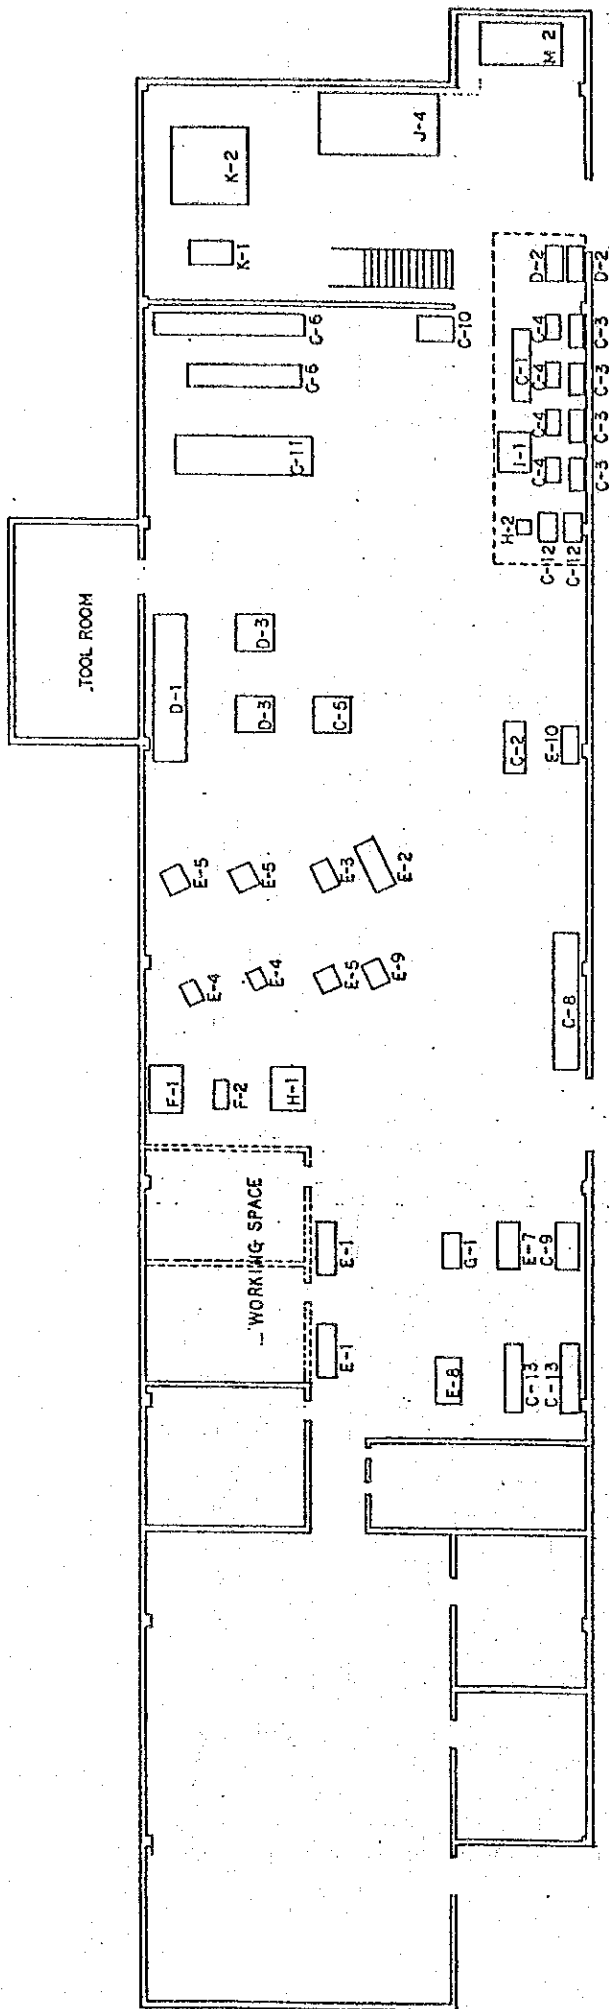 M 2
J-4
K-2
K-1
D-2
D-2
C-6
C-10
C-4
C-3
C-1
C-6
C-4
C-3
C-4
C-3
C-11
I-1
C-4
C-3
H-2
C-12
C-12
TOOL ROOM
D-1
D-3
D-3
C-5
C-2
E-10
E-5
E-5
E-3
E-2
E-4
E-4
E-5
E-9
C-8
F-1
F-2
H-1
WORKING SPACE
E-1
G-1
E-7
C-9
E-1
E-8
C-13
C-13